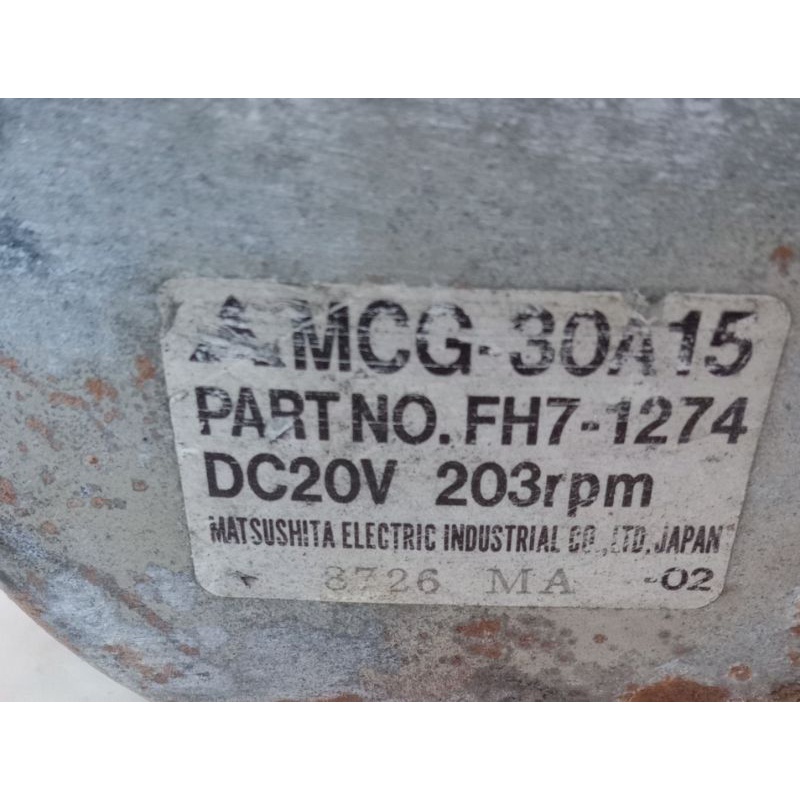 MCG-30A15
PART NO. FH7-1274
DC20V 203rpm
MATSUSHITA ELECTRIC INDUSTRIAL CO., LTD. JAPAN
8726 MA -02